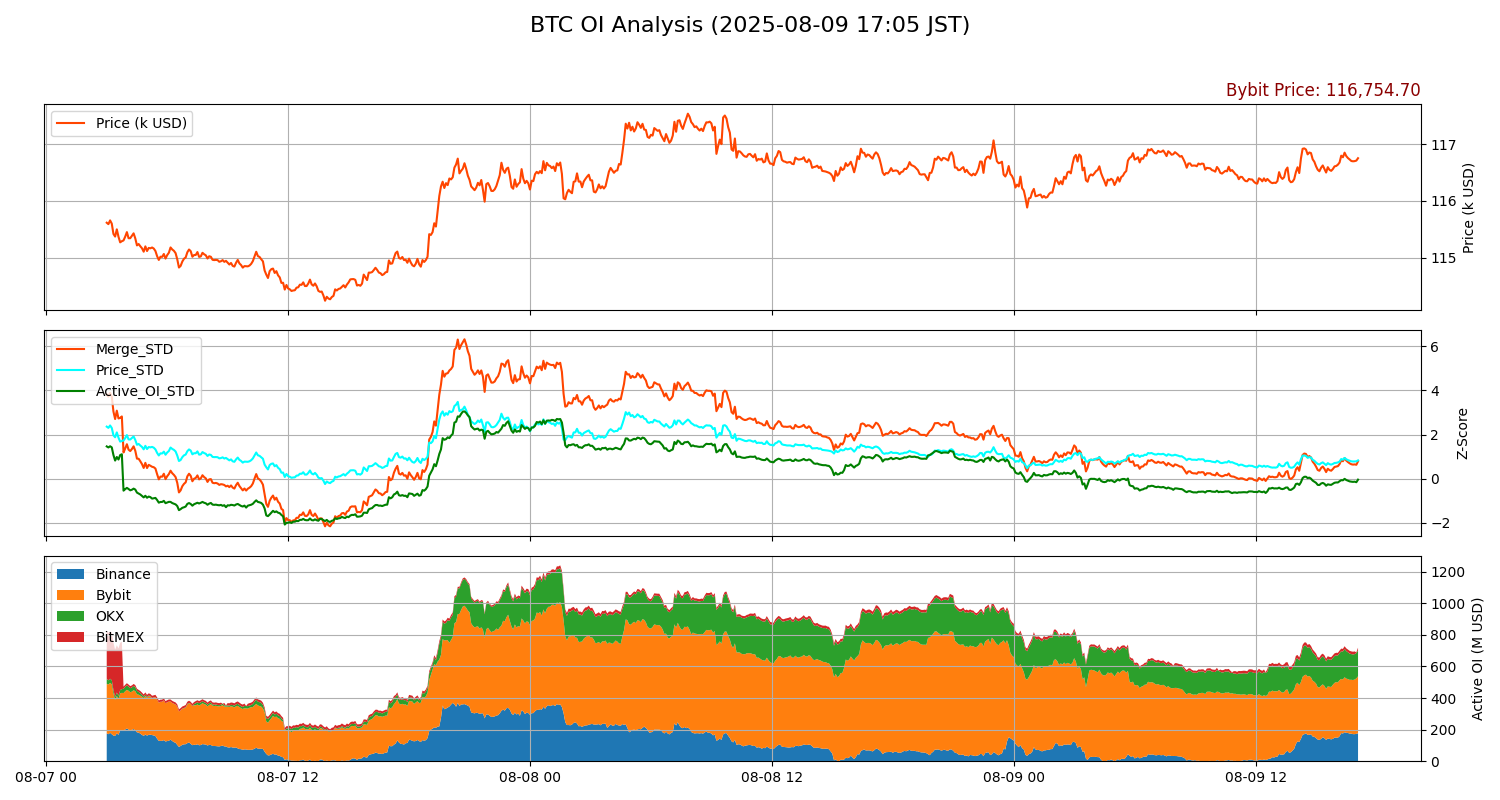 BTC OI Analysis (2025-08-09 17:05 JST)
Bybit Price: 116,754.70
Price (k USD)
117
116
115
Price (k USD)
Merge_STD
Price_STD
Active_OI_STD
6
4
2
0
−2
Z-Score
Binance
Bybit
OKX
BitMEX
1200
1000
800
600
400
200
0
Active OI (M USD)
08-07 00
08-07 12
08-08 00
08-08 12
08-09 00
08-09 12